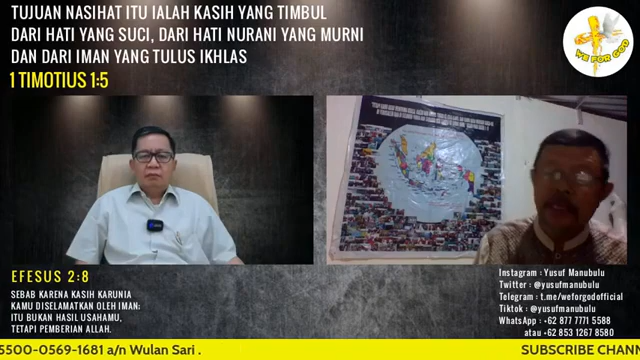 TUJUAN NASIHAT ITU IALAH KASIH YANG TIMBUL
DARI HATI YANG SUCI, DARI HATI NURANI YANG MURNI
DAN DARI IMAN YANG TULUS IKHLAS
1 TIMOTIUS 1:5
WE FOR GOD
EFESUS 2:8
SEBAB KARENA KASIH KARUNIA
KAMU DISELAMATKAN OLEH IMAN:
ITU BUKAN HASIL USAHAMU,
TETAPI PEMBERIAN ALLAH.
Instagram : Yusuf Manubulu
Twitter : @yusufmanubulu
Telegram : t.me/weforgodofficial
Tiktok : @yusufmanubulu
WhatsApp : +62 877 7771 5588
atau +62 853 1267 8580
5500-0569-1681 a/n Wulan Sari .
SUBSCRIBE CHANN